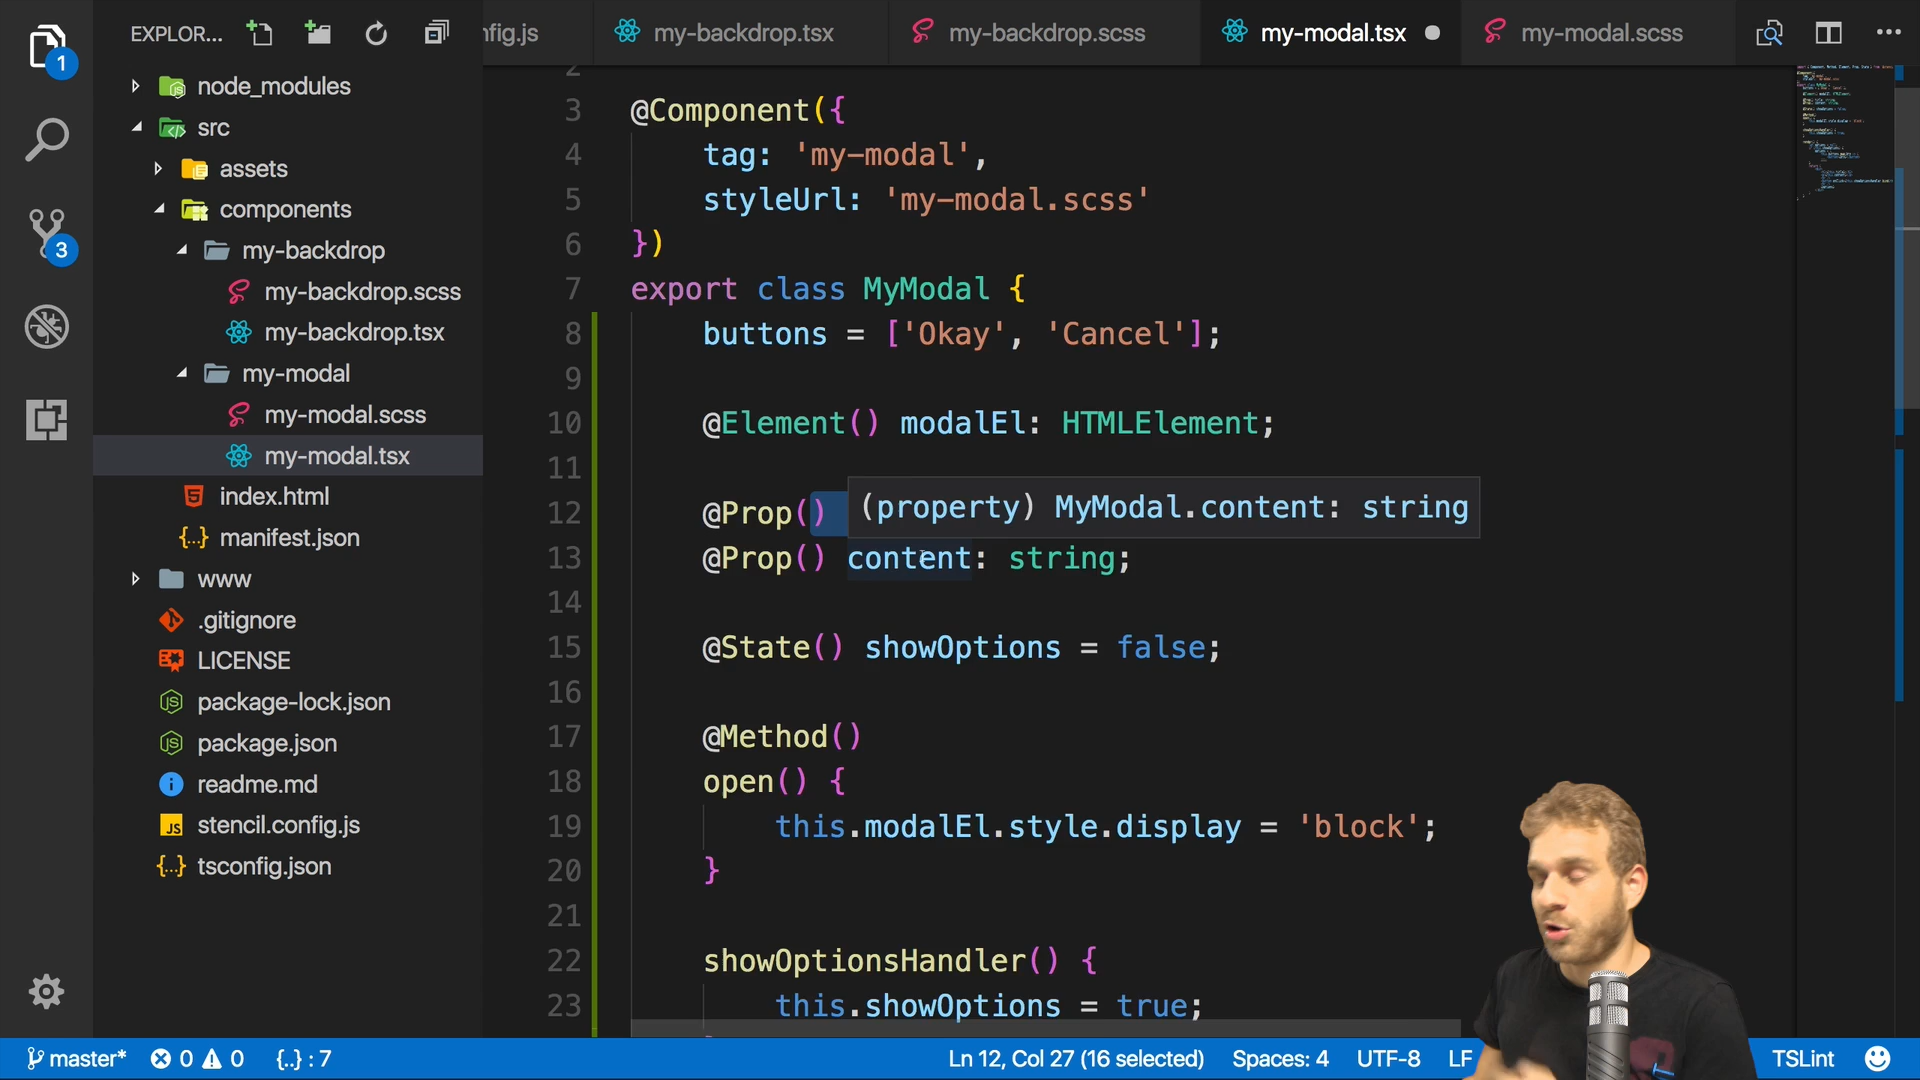 EXPLOR...
nfig.js
my-backdrop.tsx
my-backdrop.scss
my-modal.tsx
my-modal.scss
1
3
node_modules
src
assets
components
my-backdrop
my-backdrop.scss
my-backdrop.tsx
my-modal
my-modal.scss
my-modal.tsx
index.html
manifest.json
www
.gitignore
LICENSE
package-lock.json
package.json
readme.md
stencil.config.js
tsconfig.json
2
3 @Component({
4 tag: 'my-modal',
5 styleUrl: 'my-modal.scss'
6 })
7 export class MyModal {
8 buttons = ['Okay', 'Cancel'];
9
10 @Element() modalEl: HTMLElement;
11
12 @Prop()
(property) MyModal.content: string
13 @Prop() content: string;
14
15 @State() showOptions = false;
16
17 @Method()
18 open() {
19 this.modalEl.style.display = 'block';
20 }
21
22 showOptionsHandler() {
23 this.showOptions = true;
master* 0 0 {..} : 7
Ln 12, Col 27 (16 selected) Spaces: 4 UTF-8 LF TSLint